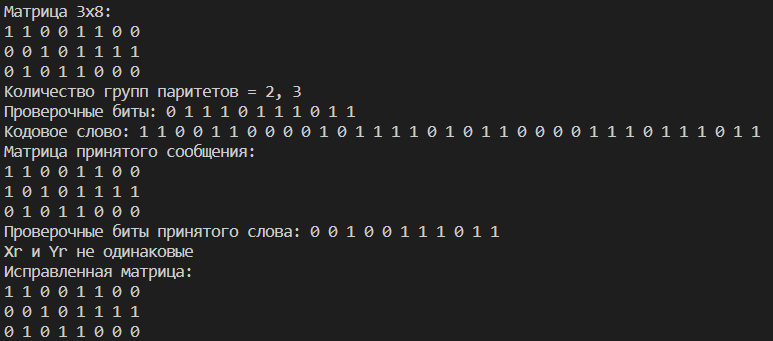 Матрица 3x8:
1 1 0 0 1 1 0 0
0 0 1 0 1 1 1 1
0 1 0 1 1 0 0 0
Количество групп паритетов = 2, 3
Проверочные биты: 0 1 1 1 0 1 1 1 0 1 1
Кодовое слово: 1 1 0 0 1 1 0 0 0 0 1 0 1 1 1 1 0 1 0 1 1 0 0 0 0 1 1 1 0 1 1 1 0 1 1
Матрица принятого сообщения:
1 1 0 0 1 1 0 0
1 0 1 0 1 1 1 1
0 1 0 1 1 0 0 0
Проверочные биты принятого слова: 0 0 1 0 0 1 1 1 0 1 1
Xr и Yr не одинаковые
Исправленная матрица:
1 1 0 0 1 1 0 0
0 0 1 0 1 1 1 1
0 1 0 1 1 0 0 0